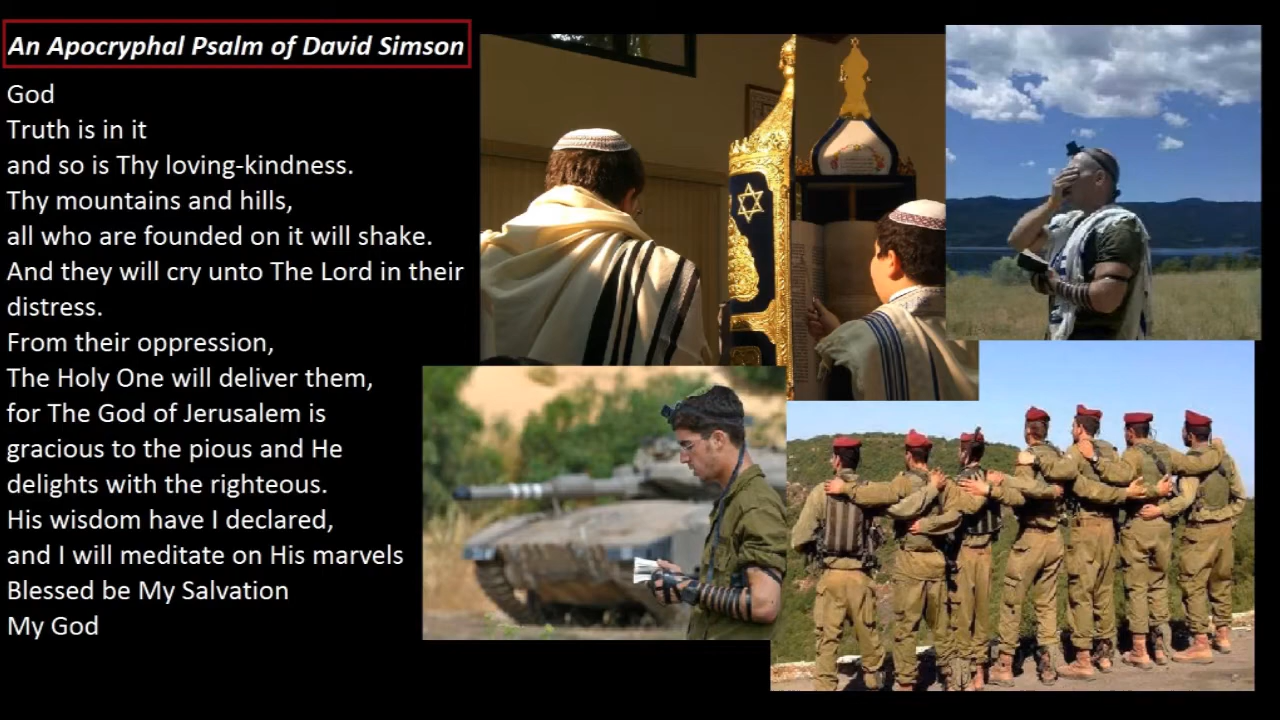 An Apocryphal Psalm of David Simson
God
Truth is in it
and so is Thy loving-kindness.
Thy mountains and hills,
all who are founded on it will shake.
And they will cry unto The Lord in their
distress.
From their oppression,
The Holy One will deliver them,
for The God of Jerusalem is
gracious to the pious and He
delights with the righteous.
His wisdom have I declared,
and I will meditate on His marvels
Blessed be My Salvation
My God